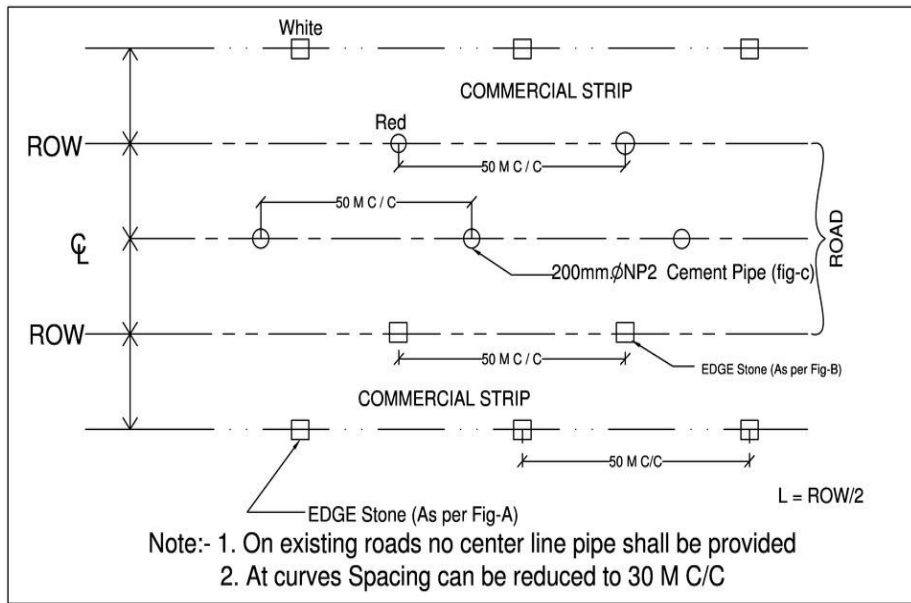 White
COMMERCIAL STRIP
Red
ROW
50 M C / C
50 M C / C
℄
ROAD
200mm.ØNP2 Cement Pipe (fig-c)
ROW
50 M C / C
EDGE Stone (As per Fig-B)
COMMERCIAL STRIP
50 M C/C
L = ROW/2
EDGE Stone (As per Fig-A)
Note:- 1. On existing roads no center line pipe shall be provided
2. At curves Spacing can be reduced to 30 M C/C